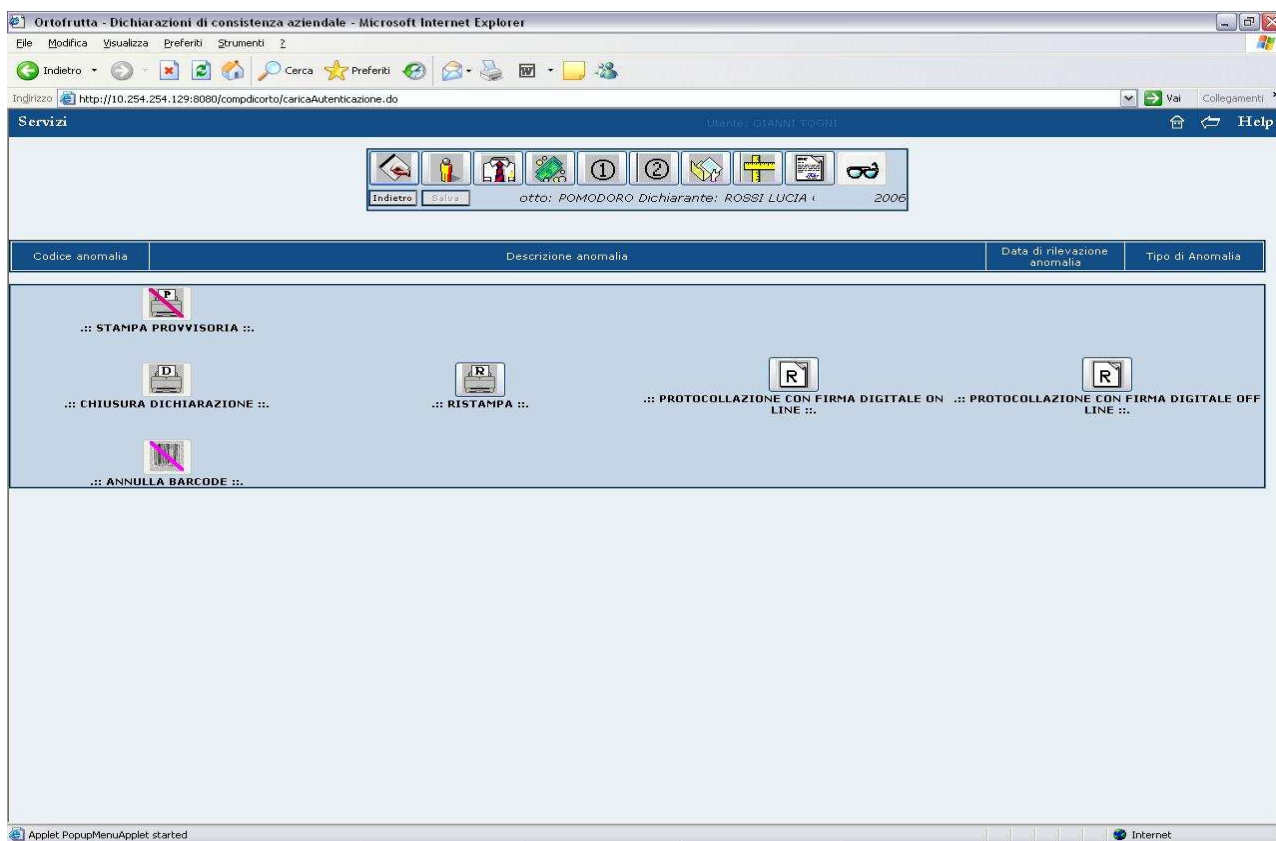 Ortofrutta - Dichiarazioni di consistenza aziendale - Microsoft Internet Explorer
File Modifica Visualizza Preferiti Strumenti ?
Indietro Cerca Preferiti
Indirizzo http://10.254.254.129:8080/compdicorto/caricaAutenticazione.do Vai Collegamenti
Servizi Utente: GIANNI TOGNI Help
1 2
Indietro Salva otto: POMODORO Dichiarante: ROSSI LUCIA ( 2006
Codice anomalia Descrizione anomalia Data di rilevazione anomalia Tipo di Anomalia
P
.:: STAMPA PROVVISORIA ::.
D R R R
.:: CHIUSURA DICHIARAZIONE ::. .:: RISTAMPA ::. .:: PROTOCOLLAZIONE CON FIRMA DIGITALE ON LINE ::. .:: PROTOCOLLAZIONE CON FIRMA DIGITALE OFF LINE ::.
.:: ANNULLA BARCODE ::.
Applet PopupMenuApplet started Internet